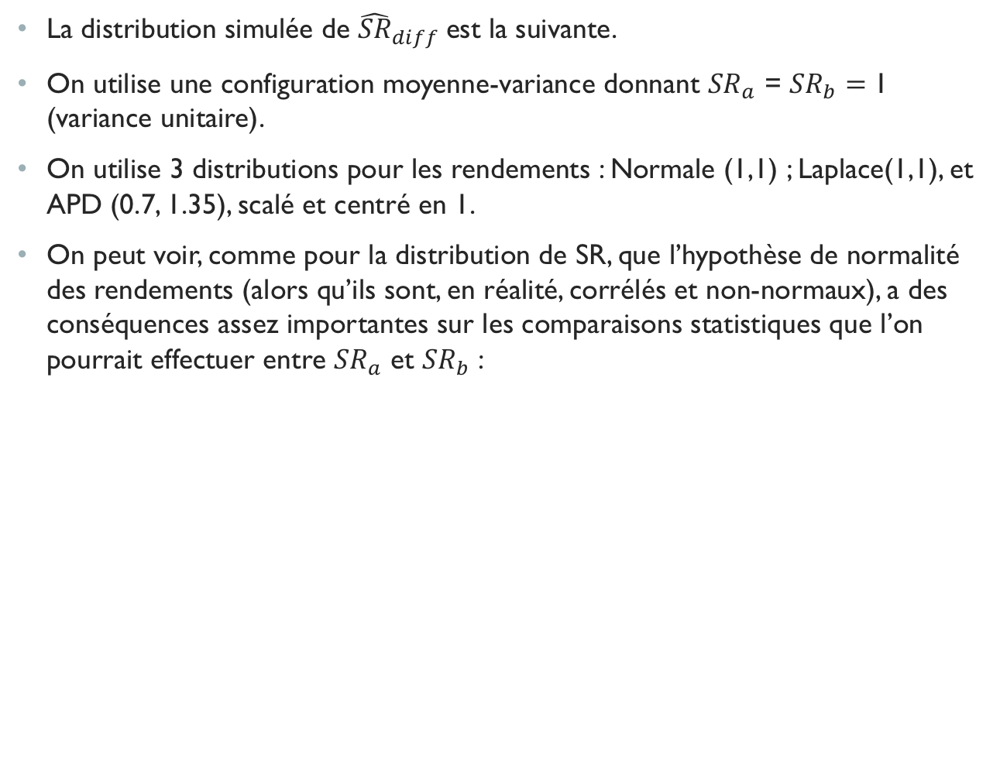 • La distribution simulée de $\widehat{SR}_{diff}$ est la suivante.
• On utilise une configuration moyenne-variance donnant $SR_a$ = $SR_b$ = 1
(variance unitaire).
• On utilise 3 distributions pour les rendements : Normale (1,1) ; Laplace(1,1), et
APD (0.7, 1.35), scalé et centré en 1.
• On peut voir, comme pour la distribution de SR, que l’hypothèse de normalité
des rendements (alors qu’ils sont, en réalité, corrélés et non-normaux), a des
conséquences assez importantes sur les comparaisons statistiques que l’on
pourrait effectuer entre $SR_a$ et $SR_b$ :